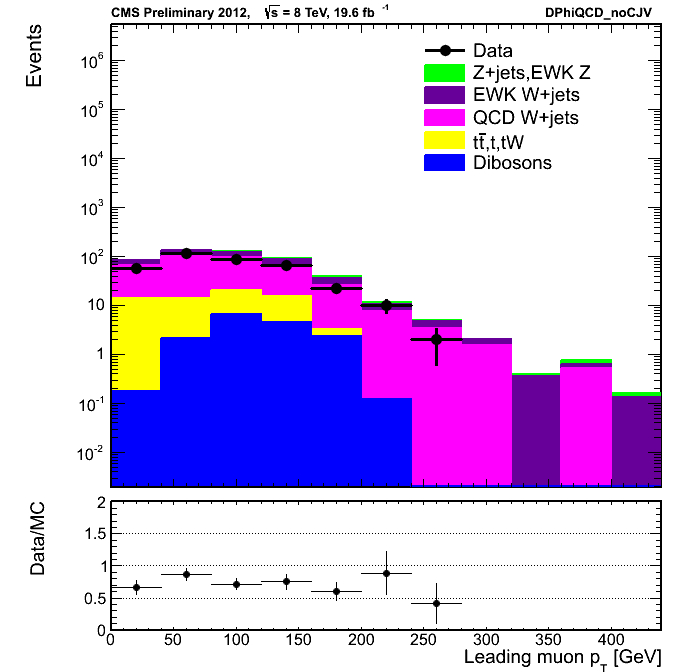 CMS Preliminary 2012, √s = 8 TeV, 19.6 fb⁻¹ DPhiQCD_noCJV
Events
10⁶
10⁵
10⁴
10³
10²
10
1
10⁻¹
10⁻²
Data
Z+jets,EWK Z
EWK W+jets
QCD W+jets
tt̅,t,tW
Dibosons
Data/MC
2
1.5
1
0.5
0
0 50 100 150 200 250 300 350 400
Leading muon p_T [GeV]